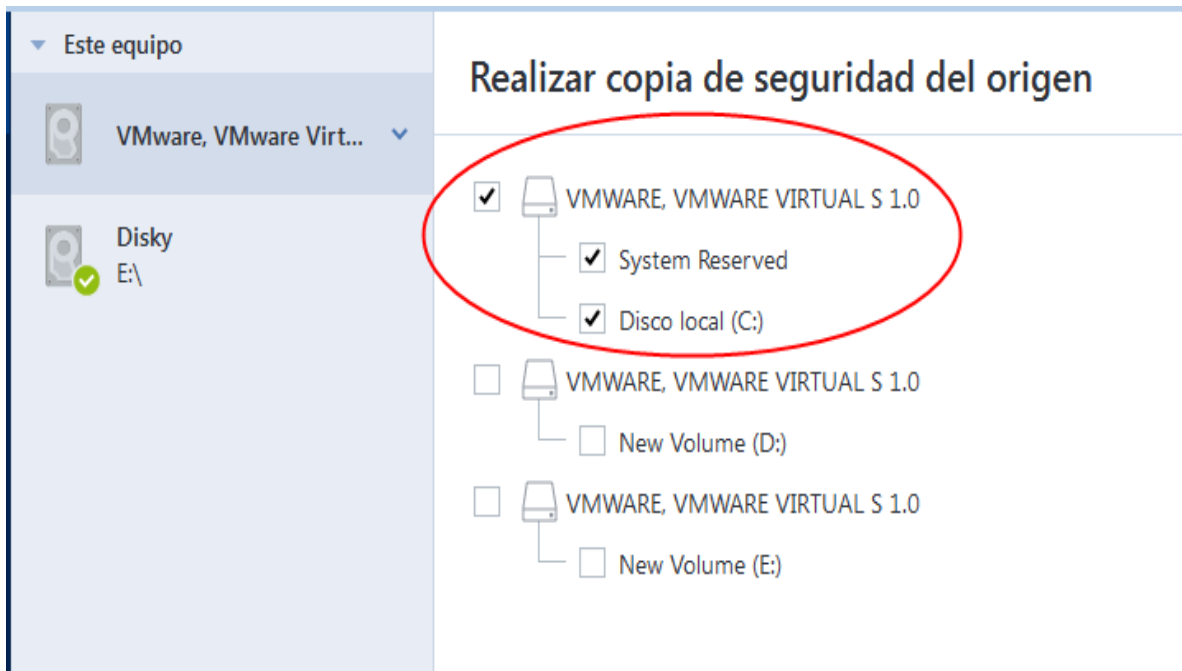 Este equipo
VMware, VMware Virt...
Disky
E:\
Realizar copia de seguridad del origen
VMWARE, VMWARE VIRTUAL S 1.0
System Reserved
Disco local (C:)
VMWARE, VMWARE VIRTUAL S 1.0
New Volume (D:)
VMWARE, VMWARE VIRTUAL S 1.0
New Volume (E:)